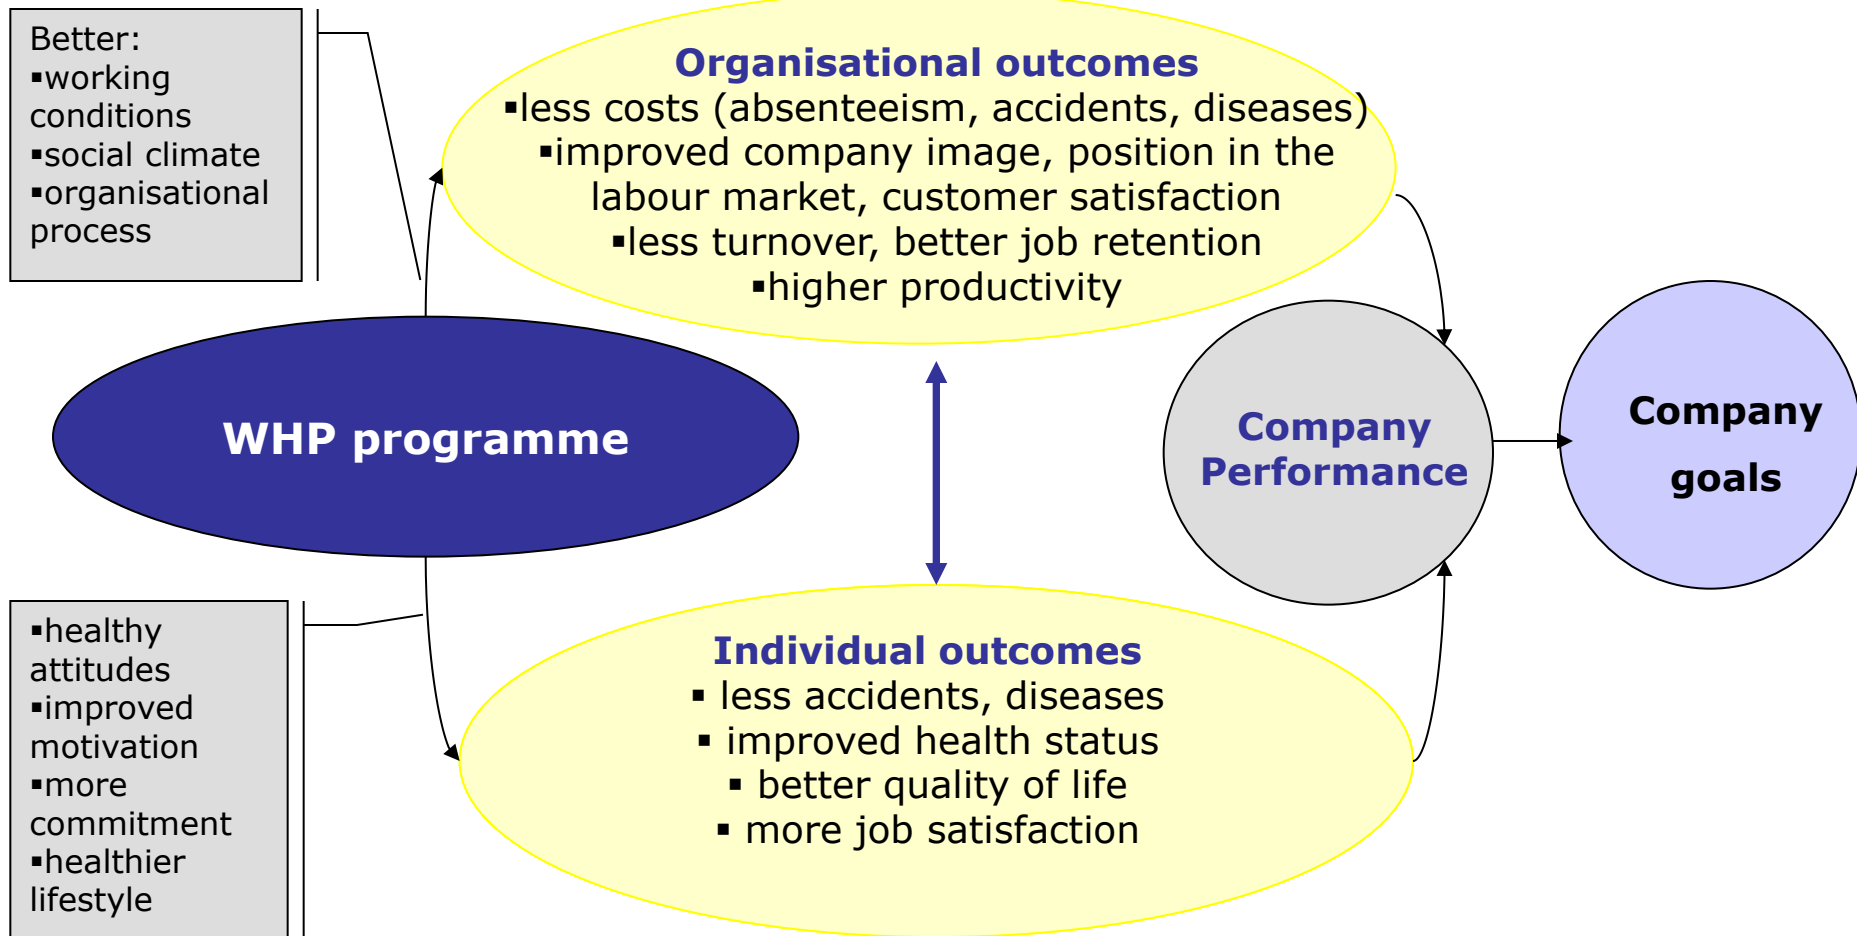 Better:
▪working
conditions
▪social climate
▪organisational
process
Organisational outcomes
▪less costs (absenteeism, accidents, diseases)
▪improved company image, position in the
labour market, customer satisfaction
▪less turnover, better job retention
▪higher productivity
WHP programme
Company
Performance
Company
goals
▪healthy
attitudes
▪improved
motivation
▪more
commitment
▪healthier
lifestyle
Individual outcomes
▪ less accidents, diseases
▪ improved health status
▪ better quality of life
▪ more job satisfaction